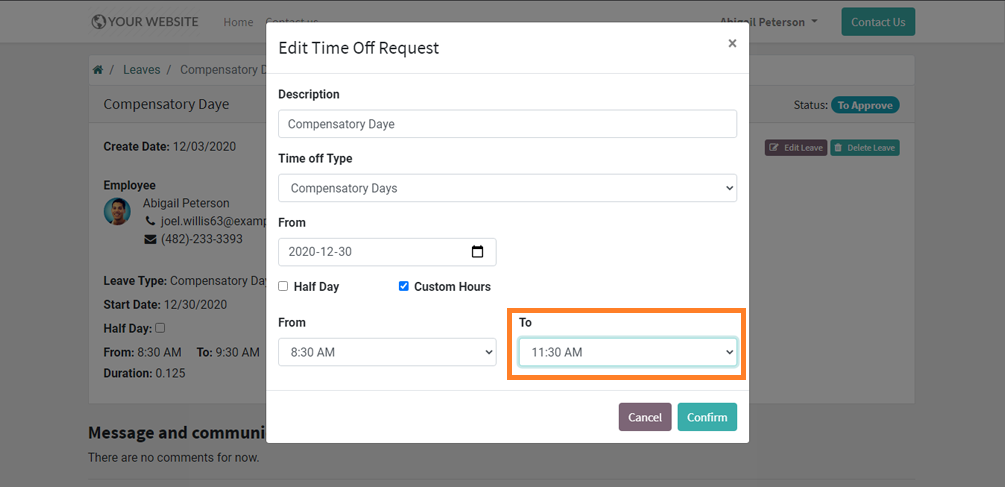 YOUR WEBSITE Home Contact us Abigail Peterson Contact Us
Edit Time Off Request ×
/ Leaves / Compensatory D
Compensatory Daye Status: To Approve
Description
Compensatory Daye
Create Date: 12/03/2020 Edit Leave Delete Leave
Time off Type
Compensatory Days
Employee
Abigail Peterson
joel.willis63@examp
(482)-233-3393
From
2020-12-30
Half Day Custom Hours
Leave Type: Compensatory Day
Start Date: 12/30/2020
Half Day:
From: 8:30 AM To: 9:30 AM
Duration: 0.125
From To
8:30 AM 11:30 AM
Cancel Confirm
Message and communi
There are no comments for now.